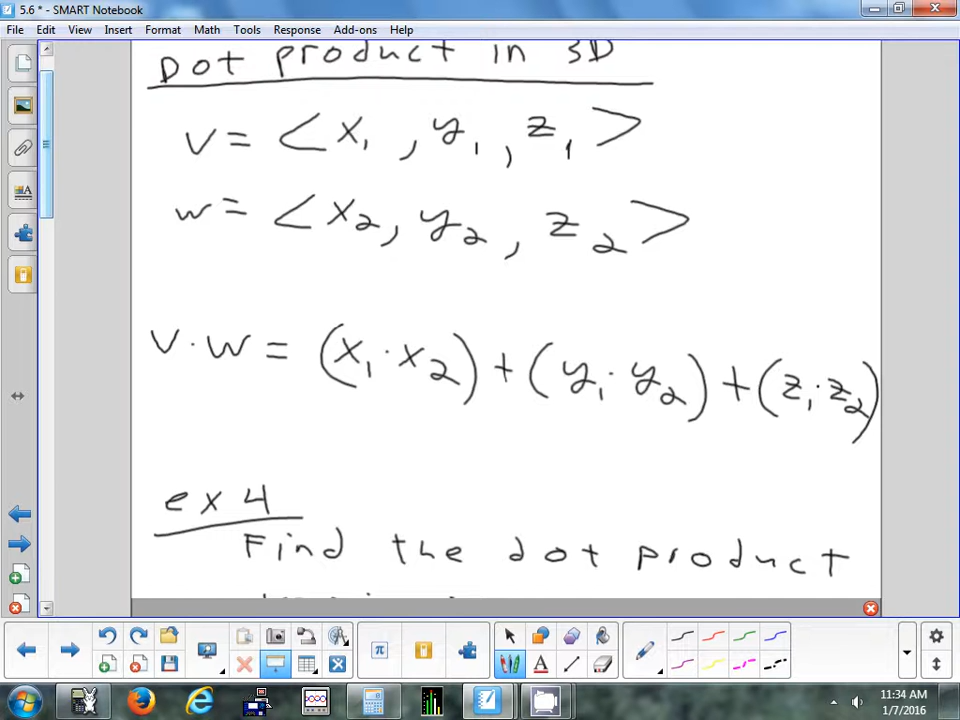 5.6 * - SMART Notebook
File Edit View Insert Format Math Tools Response Add-ons Help
Dot product in 3D
v = <x₁, y₁, z₁>
w = <x₂, y₂, z₂>
v·w = (x₁·x₂) + (y₁·y₂) + (z₁·z₂)
ex 4
Find the dot product
11:34 AM
1/7/2016